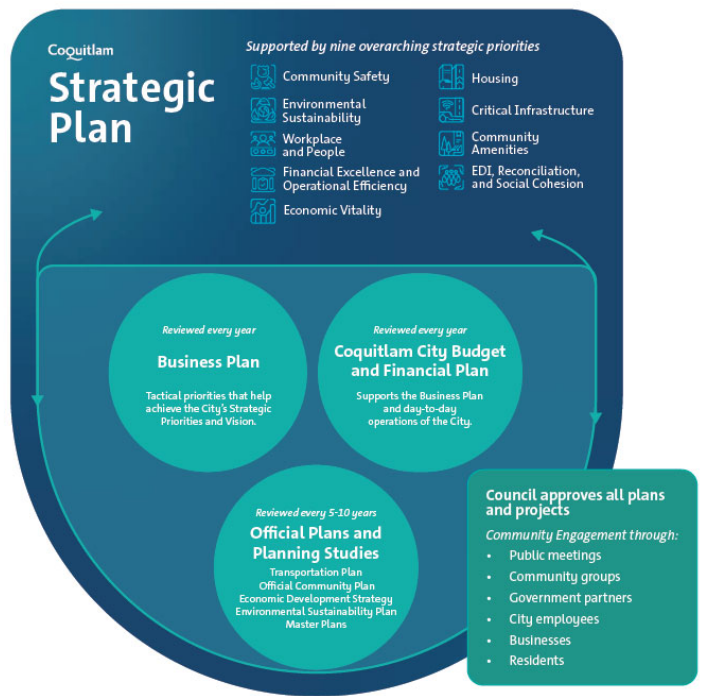 Coquitlam
Strategic
Plan
Supported by nine overarching strategic priorities
Community Safety
Environmental
Sustainability
Workplace
and People
Financial Excellence and
Operational Efficiency
Economic Vitality
Housing
Critical Infrastructure
Community
Amenities
EDI, Reconciliation,
and Social Cohesion
Reviewed every year
Business Plan
Tactical priorities that help
achieve the City's Strategic
Priorities and Vision.
Reviewed every year
Coquitlam City Budget
and Financial Plan
Supports the Business Plan
and day-to-day
operations of the City.
Reviewed every 5-10 years
Official Plans and
Planning Studies
Transportation Plan
Official Community Plan
Economic Development Strategy
Environmental Sustainability Plan
Master Plans
Council approves all plans
and projects
Community Engagement through:
• Public meetings
• Community groups
• Government partners
• City employees
• Businesses
• Residents